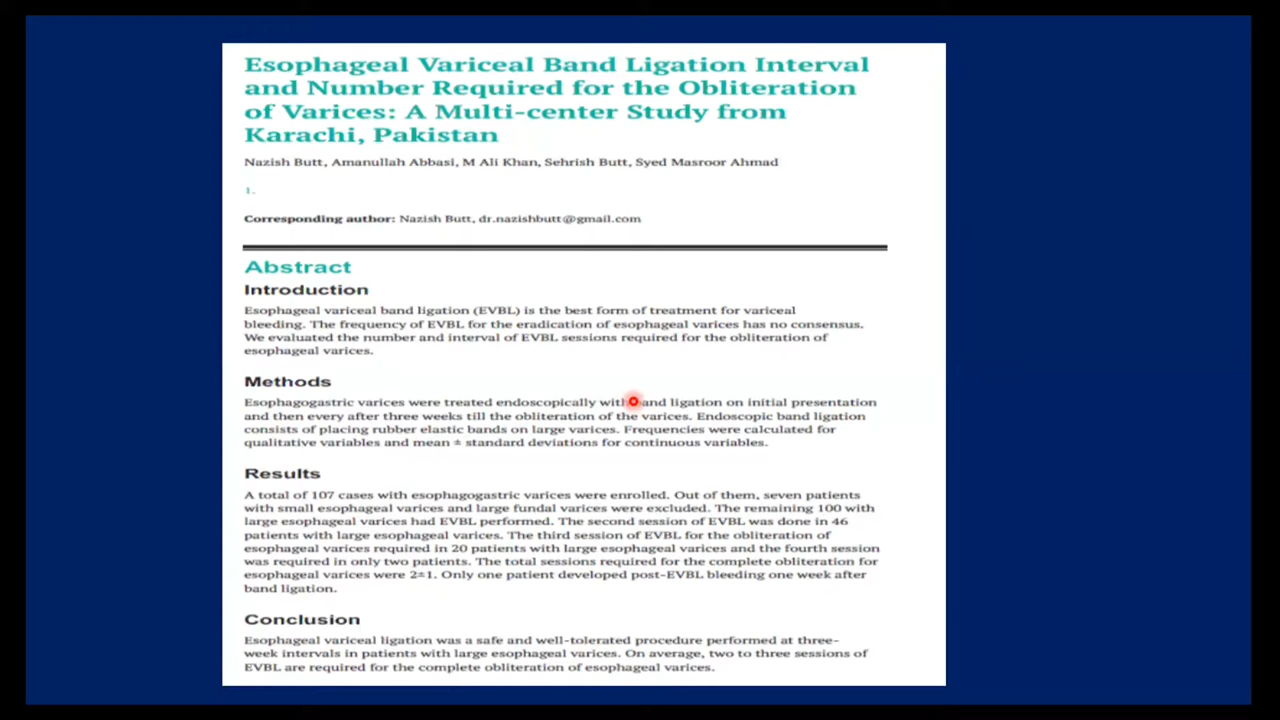 Esophageal Variceal Band Ligation Interval
and Number Required for the Obliteration
of Varices: A Multi-center Study from
Karachi, Pakistan
Nazish Butt, Amanullah Abbasi, M Ali Khan, Sehrish Butt, Syed Masroor Ahmad
1.
Corresponding author: Nazish Butt, dr.nazishbutt@gmail.com
Abstract
Introduction
Esophageal variceal band ligation (EVBL) is the best form of treatment for variceal
bleeding. The frequency of EVBL for the eradication of esophageal varices has no consensus.
We evaluated the number and interval of EVBL sessions required for the obliteration of
esophageal varices.
Methods
Esophagogastric varices were treated endoscopically with band ligation on initial presentation
and then every after three weeks till the obliteration of the varices. Endoscopic band ligation
consists of placing rubber elastic bands on large varices. Frequencies were calculated for
qualitative variables and mean ± standard deviations for continuous variables.
Results
A total of 107 cases with esophagogastric varices were enrolled. Out of them, seven patients
with small esophageal varices and large fundal varices were excluded. The remaining 100 with
large esophageal varices had EVBL performed. The second session of EVBL was done in 46
patients with large esophageal varices. The third session of EVBL for the obliteration of
esophageal varices required in 20 patients with large esophageal varices and the fourth session
was required in only two patients. The total sessions required for the complete obliteration for
esophageal varices were 2±1. Only one patient developed post-EVBL bleeding one week after
band ligation.
Conclusion
Esophageal variceal ligation was a safe and well-tolerated procedure performed at three-
week intervals in patients with large esophageal varices. On average, two to three sessions of
EVBL are required for the complete obliteration of esophageal varices.